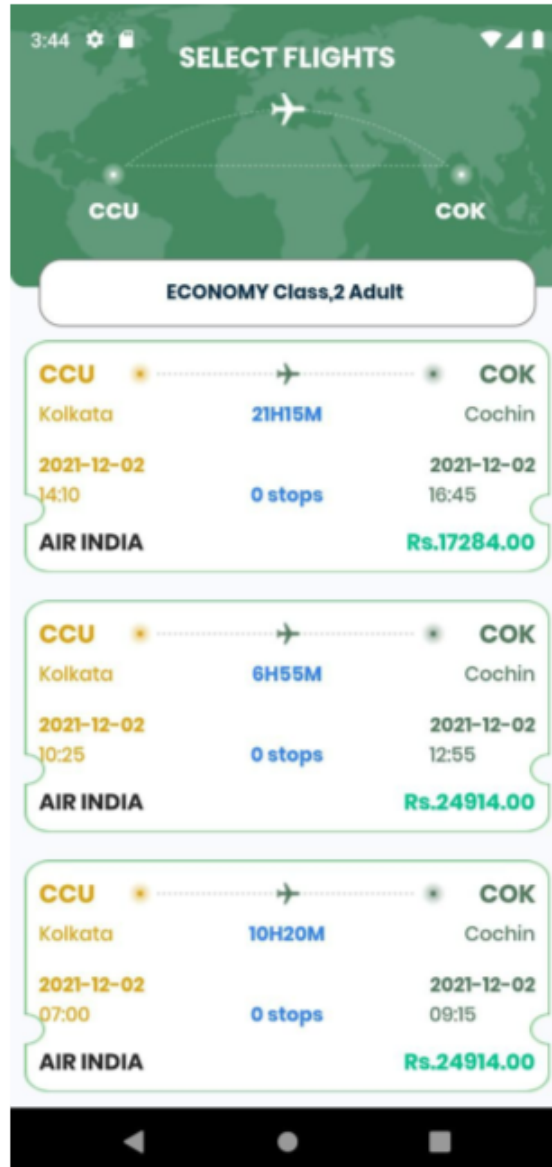 3:44
SELECT FLIGHTS
CCU COK
ECONOMY Class,2 Adult
CCU COK
Kolkata 21H15M Cochin
2021-12-02 2021-12-02
14:10 0 stops 16:45
AIR INDIA Rs.17284.00
CCU COK
Kolkata 6H55M Cochin
2021-12-02 2021-12-02
10:25 0 stops 12:55
AIR INDIA Rs.24914.00
CCU COK
Kolkata 10H20M Cochin
2021-12-02 2021-12-02
07:00 0 stops 09:15
AIR INDIA Rs.24914.00